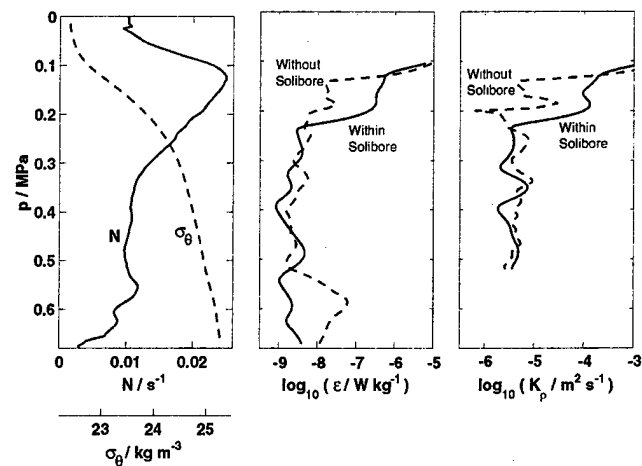 0
0.1
0.2
0.3
0.4
0.5
0.6
p / MPa
N
σθ
0 0.01 0.02
N / s⁻¹
23 24 25
σθ / kg m⁻³
Without
Solibore
Within
Solibore
-9 -8 -7 -6 -5
log₁₀ ( ε / W kg⁻¹)
Without
Solibore
Within
Solibore
-6 -5 -4 -3
log₁₀ ( Kρ / m² s⁻¹)